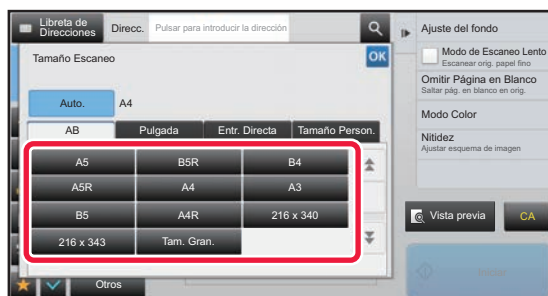 Libreta de
Direcciones
Direcc.
Pulsar para introducir la dirección
Tamaño Escaneo
OK
Auto.
A4
AB
Pulgada
Entr. Directa
Tamaño Person.
A5
B5R
B4
A5R
A4
A3
B5
A4R
216 x 340
216 x 343
Tam. Gran.
Otros
Ajuste del fondo
Modo de Escaneo Lento
Escanear orig. papel fino
Omitir Página en Blanco
Saltar pág. en blanco en orig.
Modo Color
Nitidez
Ajustar esquema de imagen
Vista previa
CA